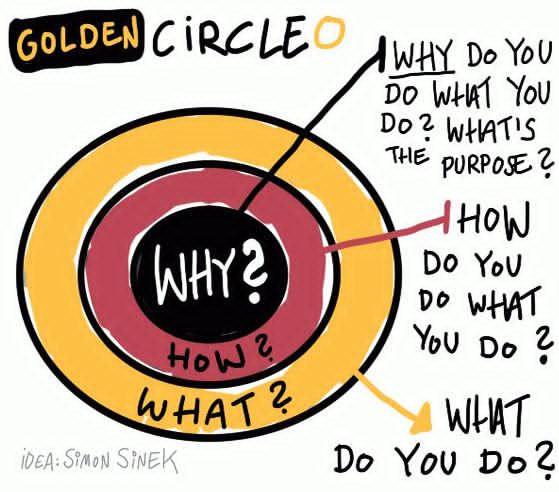 GOLDEN CiRCLE
WHY DO YOU
DO WHAT YOU
DO? WHAT'S
THE PURPOSE?
HOW
DO YOU
DO WHAT
YOU DO?
WHAT
DO YOU DO?
WHY?
HOW?
WHAT?
iDEA: SiMON SiNEK